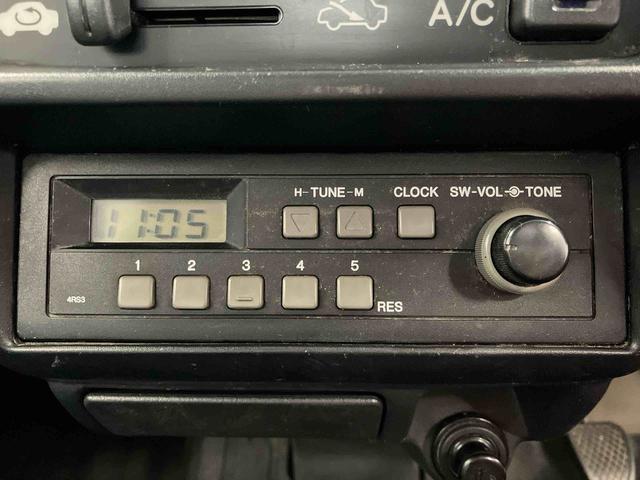 A/C
H-TUNE-M CLOCK SW-VOL TONE
11:05
1 2 3 4 5
4RS3
RES